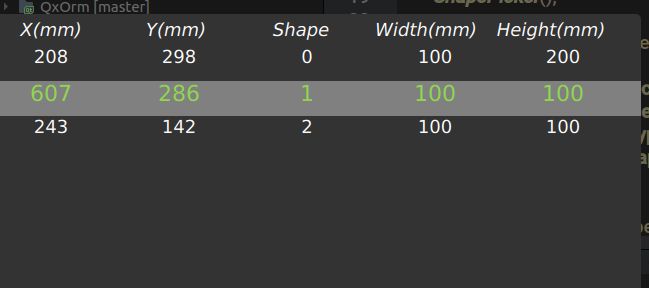 QxOrm [master]
X(mm) Y(mm) Shape Width(mm) Height(mm)
208 298 0 100 200
607 286 1 100 100
243 142 2 100 100